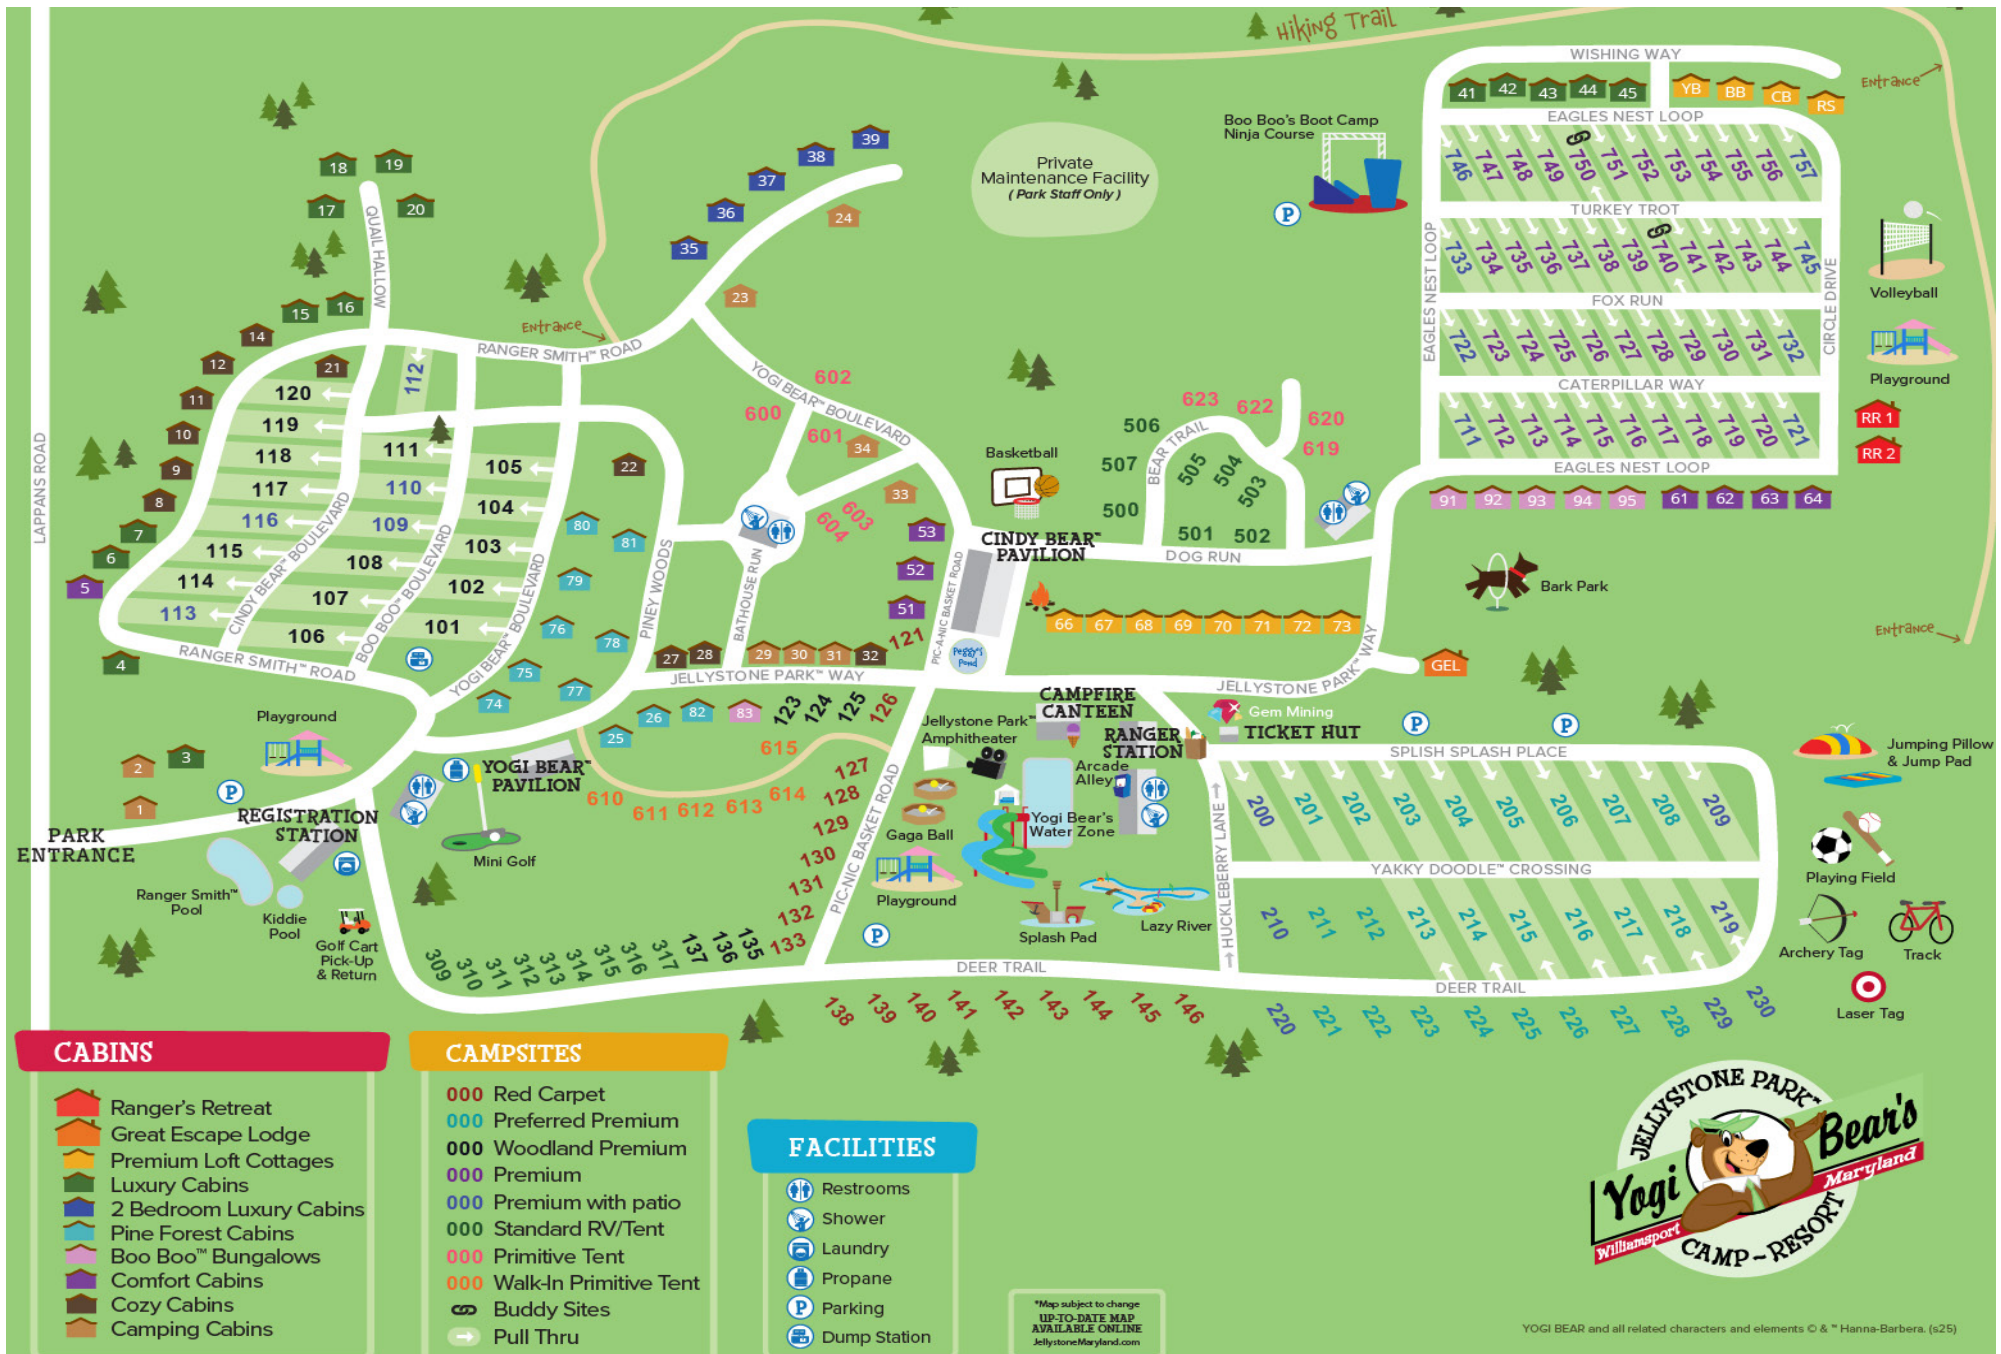 Hiking Trail
WISHING WAY
Entrance
41 42 43 44 45 YB BB CB RS
EAGLES NEST LOOP
Boo Boo's Boot Camp
Ninja Course
746 747 748 749 750 751 752 753 754 755 756 757
TURKEY TROT
733 734 735 736 737 738 739 740 741 742 743 744 745
FOX RUN
722 723 724 725 726 727 728 729 730 731 732
CATERPILLAR WAY
711 712 713 714 715 716 717 718 719 720 721
EAGLES NEST LOOP
EAGLES NEST LOOP
CIRCLE DRIVE
91 92 93 94 95 61 62 63 64
Volleyball
Playground
RR 1
RR 2
Bark Park
Entrance
Private
Maintenance Facility
( Park Staff Only )
P
39
38
37
36
35
24
23
18 19
17 20
QUAIL HALLOW
16
15
14
12
21
11
10
9
8
7
6
5
4
Entrance
RANGER SMITH™ ROAD
112
120
119
118
117
116
115
114
113
111
110
109
108
107
106
105
104
103
102
101
CINDY BEAR™ BOULEVARD
BOO BOO™ BOULEVARD
YOGI BEAR™ BOULEVARD
RANGER SMITH™ ROAD
LAPPANS ROAD
22
80
81
79
76
78
75
77
74
PINEY WOODS
BATHOUSE RUN
YOGI BEAR™ BOULEVARD
602
600
601
34
33
603
604
53
52
51
121
27 28 29 30 31 32
JELLYSTONE PARK™ WAY
PIC-A-NIC BASKET ROAD
Peggy's
Pond
Basketball
CINDY BEAR™
PAVILION
506
507
500
505
504
503
501 502
623
622
620
619
BEAR TRAIL
DOG RUN
66 67 68 69 70 71 72 73
JELLYSTONE PARK™ WAY
JELLYSTONE PARK™ WAY
GEL
25 26 82 83 123 124 125 126
615
610 611 612 613 614
127
128
129
130
131
132
133
PIC-NIC BASKET ROAD
Playground
2 3
1
P
PARK
ENTRANCE
REGISTRATION
STATION
Ranger Smith™
Pool
Kiddie
Pool
Golf Cart
Pick-Up
& Return
YOGI BEAR™
PAVILION
Mini Golf
309 310 311 312 313 314 315 316 317 137 136 135
Jellystone Park™
Amphitheater
CAMPFIRE
CANTEEN
RANGER
STATION
Arcade
Alley
Gaga Ball
Yogi Bear's
Water Zone
Playground
Splash Pad
Lazy River
P
Gem Mining
TICKET HUT
P
P
SPLISH SPLASH PLACE
200 201 202 203 204 205 206 207 208 209
YAKKY DOODLE™ CROSSING
HUCKLEBERRY LANE
210 211 212 213 214 215 216 217 218 219
DEER TRAIL
DEER TRAIL
138 139 140 141 142 143 144 145 146
220 221 222 223 224 225 226 227 228 229 230
Jumping Pillow
& Jump Pad
Playing Field
Archery Tag
Track
Laser Tag
CABINS
Ranger's Retreat
Great Escape Lodge
Premium Loft Cottages
Luxury Cabins
2 Bedroom Luxury Cabins
Pine Forest Cabins
Boo Boo™ Bungalows
Comfort Cabins
Cozy Cabins
Camping Cabins
CAMPSITES
000 Red Carpet
000 Preferred Premium
000 Woodland Premium
000 Premium
000 Premium with patio
000 Standard RV/Tent
000 Primitive Tent
000 Walk-In Primitive Tent
Buddy Sites
Pull Thru
FACILITIES
Restrooms
Shower
Laundry
Propane
P Parking
Dump Station
*Map subject to change
UP-TO-DATE MAP
AVAILABLE ONLINE
JellystoneMaryland.com
JELLYSTONE PARK™
Yogi Bear's
Williamsport Maryland
CAMP~RESORT
YOGI BEAR and all related characters and elements © & ™ Hanna-Barbera. (s25)